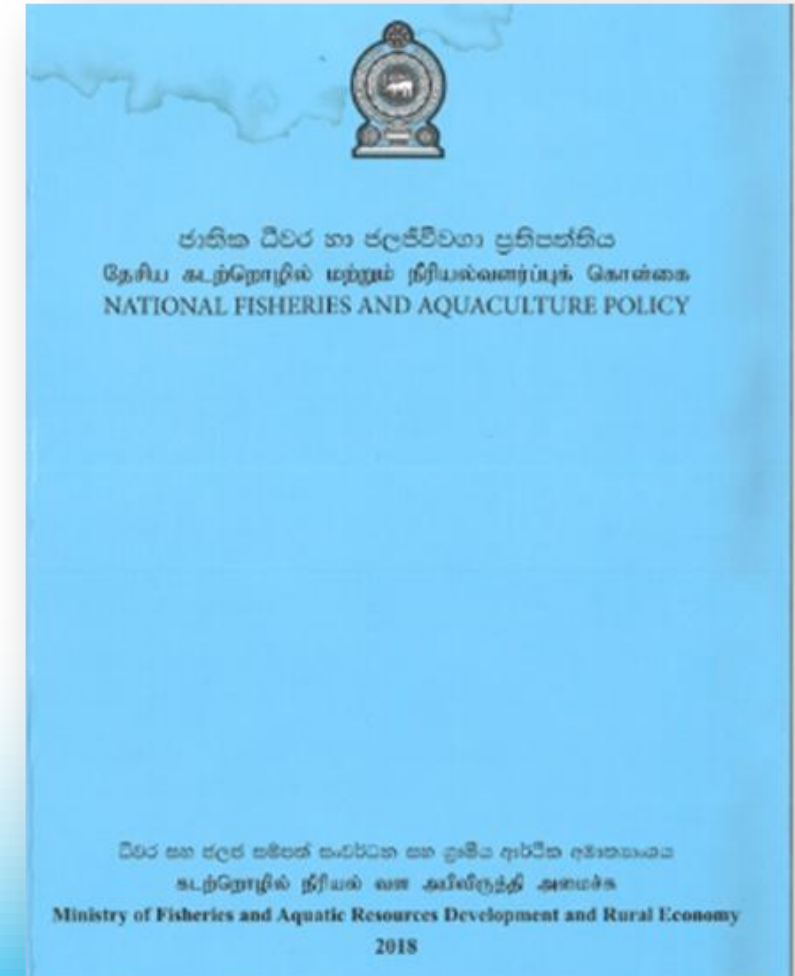 ජාතික ධීවර හා ජලජීවීවගා ප්‍රතිපත්තිය
தேசிய கடற்றொழில் மற்றும் நீரியல்வளர்ப்புக் கொள்கை
NATIONAL FISHERIES AND AQUACULTURE POLICY
ධීවර සහ ජලජ සම්පත් සංවර්ධන සහ ග්‍රාමීය ආර්ථික අමාත්‍යාංශය
கடற்றொழில் நீரியல் வள அபிவிருத்தி அமைச்சு
Ministry of Fisheries and Aquatic Resources Development and Rural Economy
2018